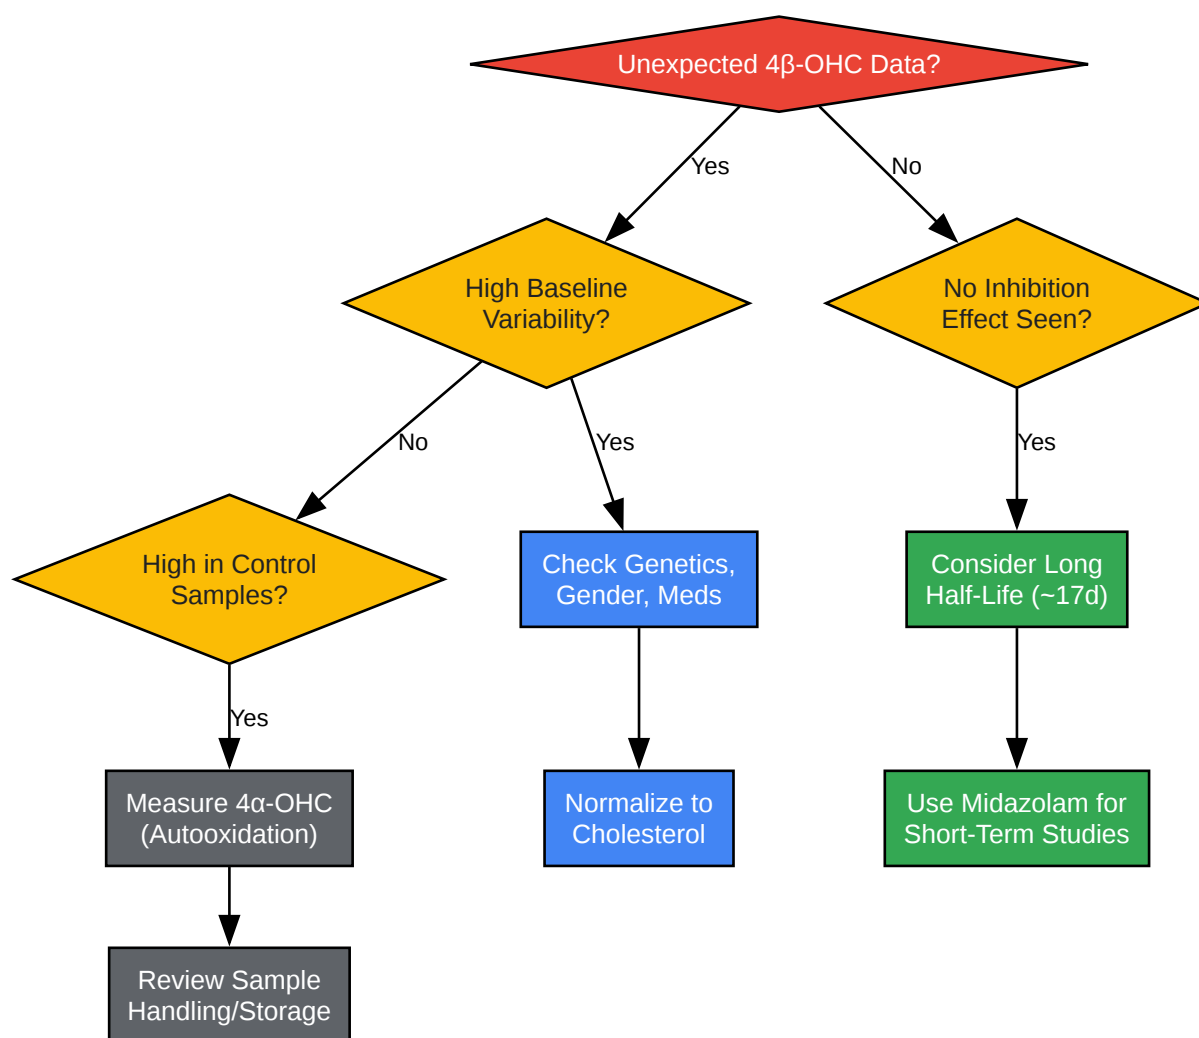 Unexpected 4β-OHC Data?
Yes
No
High Baseline
Variability?
No Inhibition
Effect Seen?
No
Yes
Yes
High in Control
Samples?
Check Genetics,
Gender, Meds
Consider Long
Half-Life (~17d)
Yes
Measure 4α-OHC
(Autooxidation)
Normalize to
Cholesterol
Use Midazolam for
Short-Term Studies
Review Sample
Handling/Storage